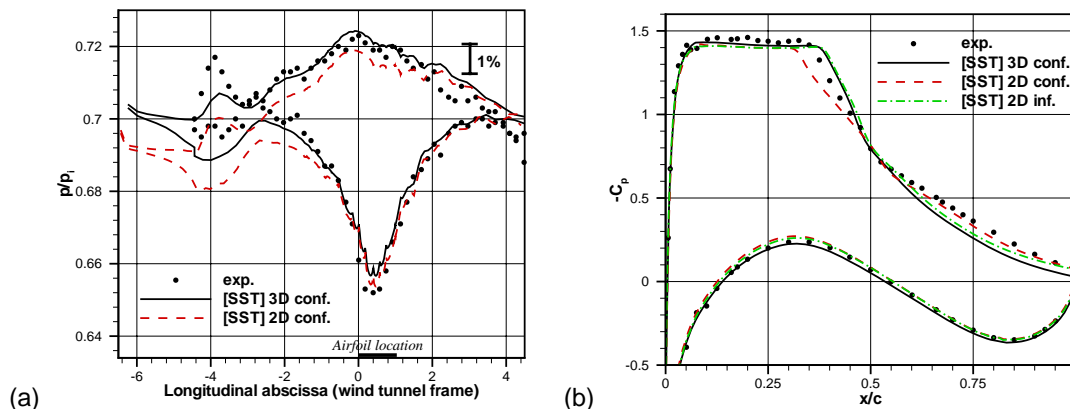 0.72
0.7
0.68
0.66
0.64
p/pi
1%
exp.
[SST] 3D conf.
[SST] 2D conf.
Airfoil location
-6 -4 -2 0 2 4
Longitudinal abscissa (wind tunnel frame)
(a)
1.5
1
0.5
0
-0.5
-Cp
exp.
[SST] 3D conf.
[SST] 2D conf.
[SST] 2D inf.
0 0.25 0.5 0.75
x/c
(b)